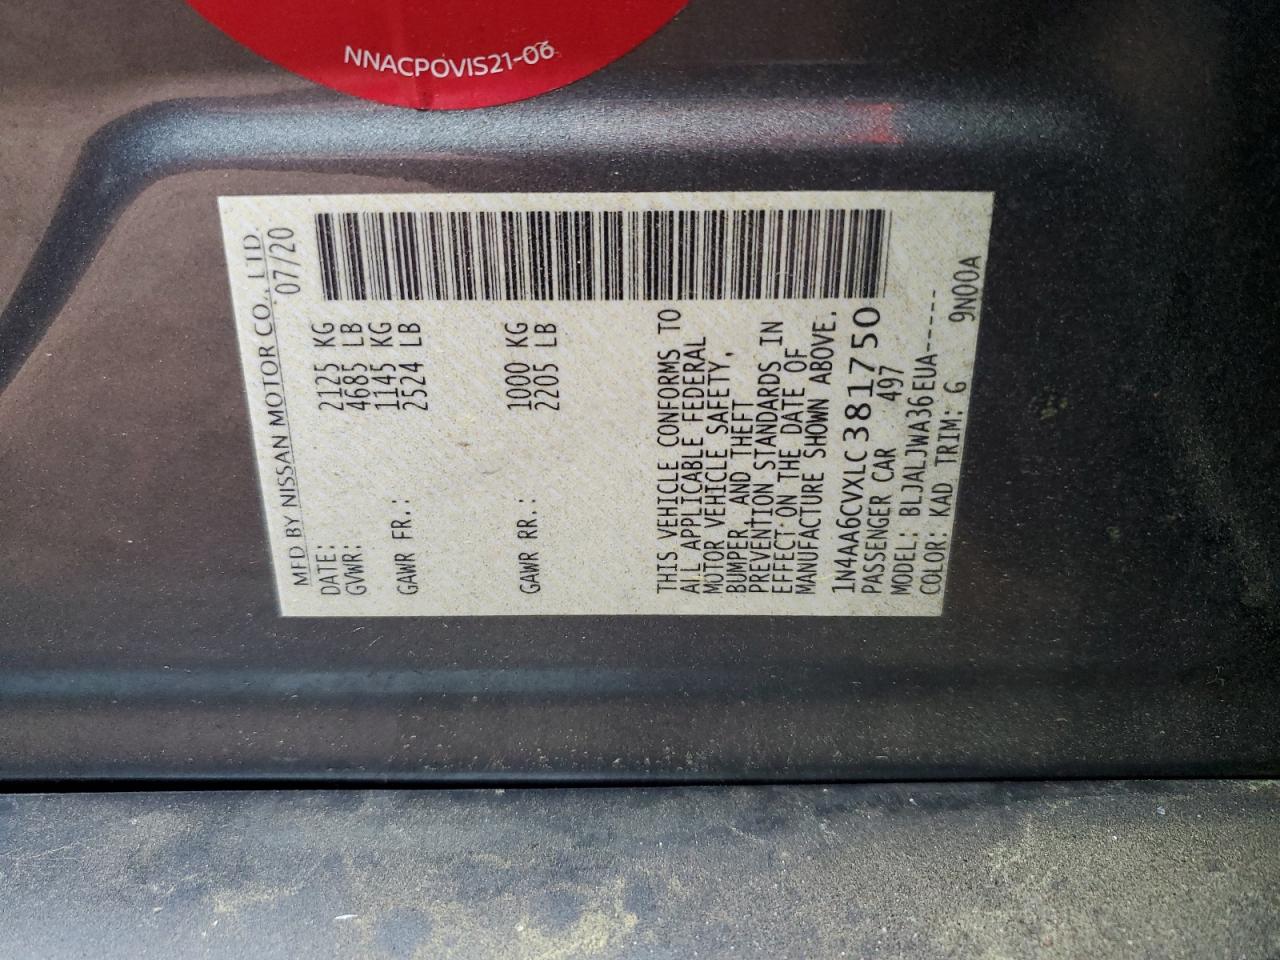 NNACPOVIS21-06
MFD BY NISSAN MOTOR CO., LTD.
DATE: 07/20
GVWR: 2125 KG
4685 LB
GAWR FR.: 1145 KG
2524 LB
GAWR RR.: 1000 KG
2205 LB
THIS VEHICLE CONFORMS TO
ALL APPLICABLE FEDERAL
MOTOR VEHICLE SAFETY,
BUMPER, AND THEFT
PREVENTION STANDARDS IN
EFFECT ON THE DATE OF
MANUFACTURE SHOWN ABOVE.
1N4AA6CVXLC381750
PASSENGER CAR 497
MODEL: BLJALJWA36EUA-----
COLOR: KAD TRIM: G 9N00A